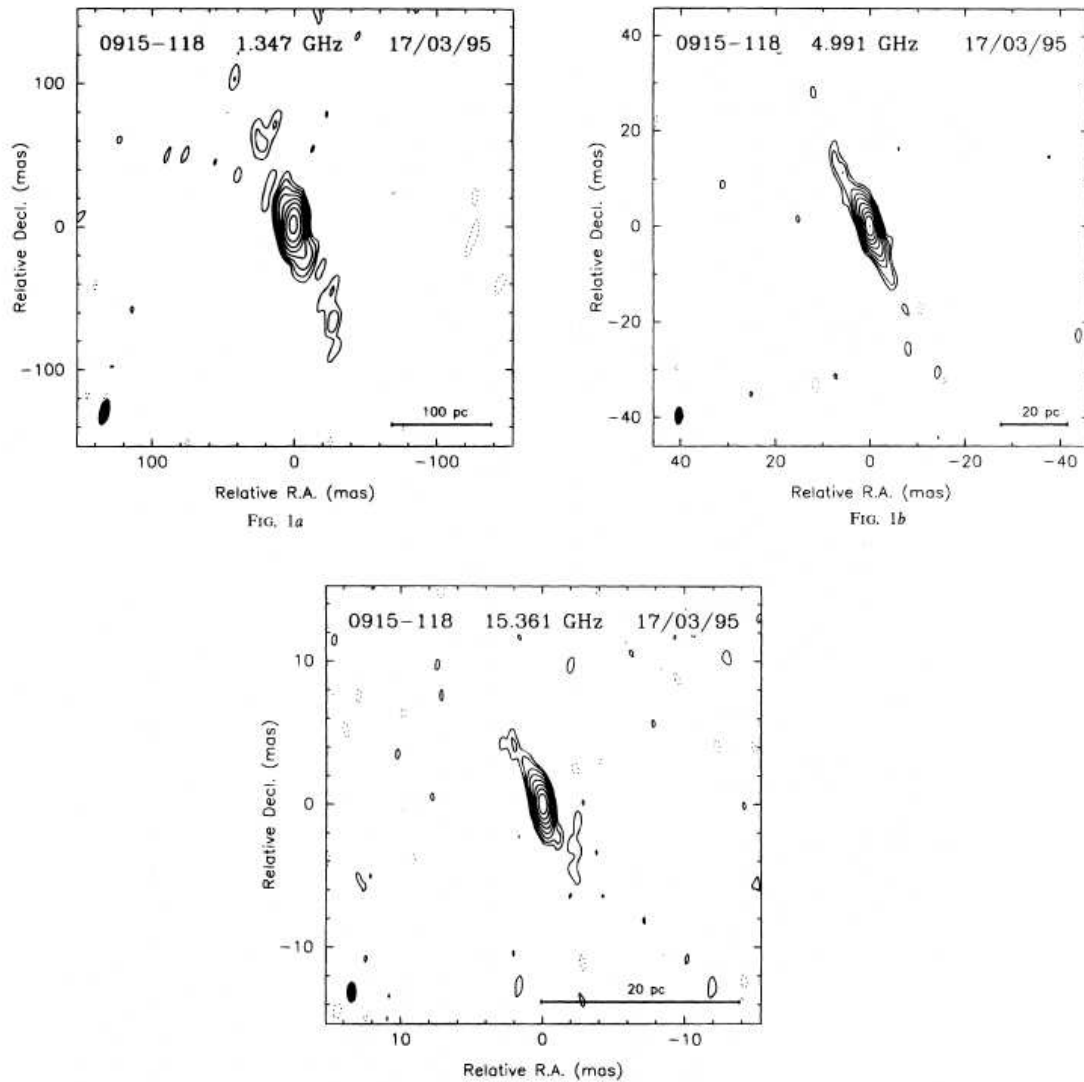 0915-118 1.347 GHz 17/03/95
100
0
-100
Relative Decl. (mas)
100 pc
100 0 -100
Relative R.A. (mas)
FIG. 1a
0915-118 4.991 GHz 17/03/95
40
20
0
-20
-40
Relative Decl. (mas)
20 pc
40 20 0 -20 -40
Relative R.A. (mas)
FIG. 1b
0915-118 15.361 GHz 17/03/95
10
0
-10
Relative Decl. (mas)
20 pc
10 0 -10
Relative R.A. (mas)